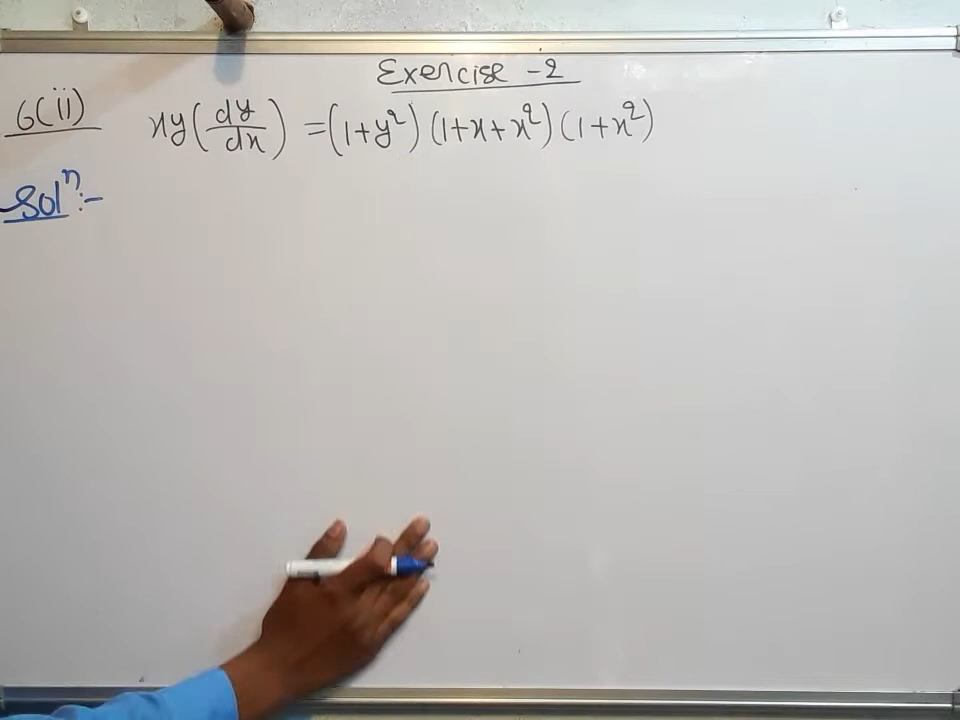 Exercise -2
6(ii) xy(dy/dx) =(1+y²) (1+x+x²) (1+x²)
Solⁿ:-